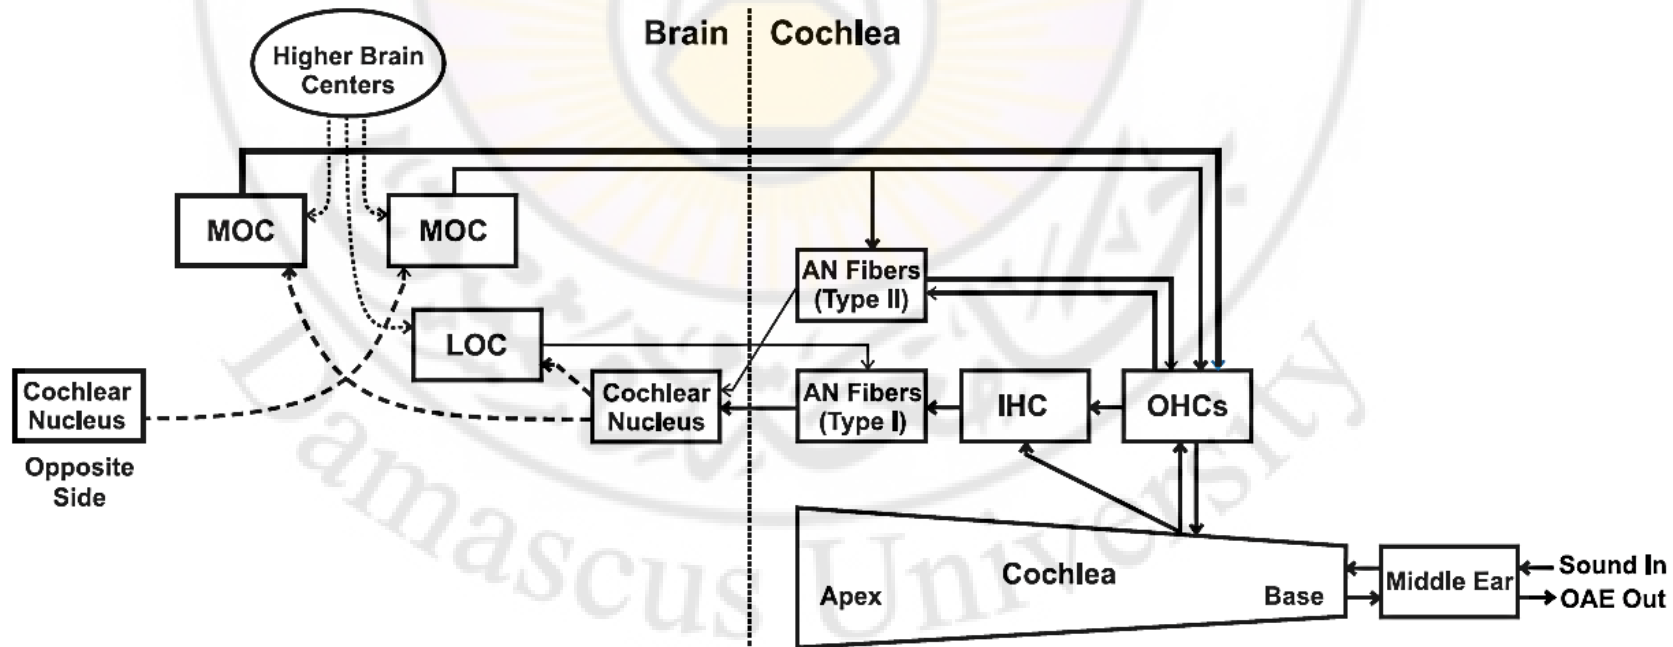 Brain
Cochlea
Higher Brain
Centers
MOC
MOC
AN Fibers
(Type II)
LOC
Cochlear
Nucleus
Opposite
Side
Cochlear
Nucleus
AN Fibers
(Type I)
IHC
OHCs
Cochlea
Apex
Base
Middle Ear
Sound In
OAE Out
Damascus University